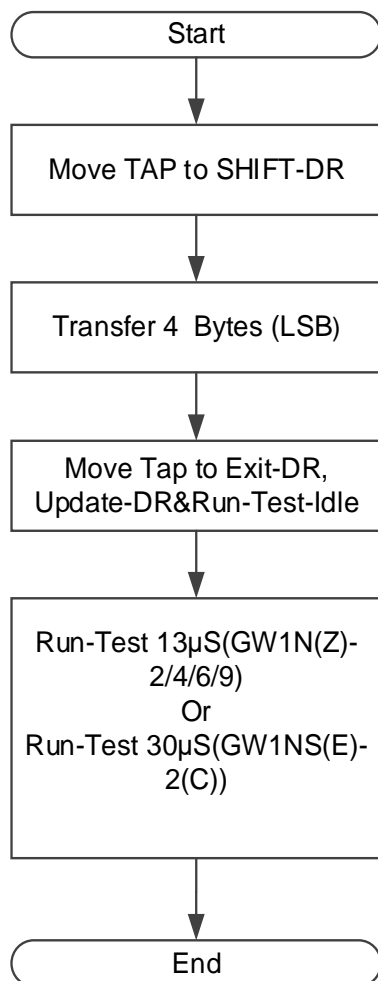 Start
Move TAP to SHIFT-DR
Transfer 4  Bytes (LSB)
Move Tap to Exit-DR,
Update-DR&Run-Test-Idle
Run-Test 13µS(GW1N(Z)-
2/4/6/9)
Or
Run-Test 30µS(GW1NS(E)-
2(C))
End